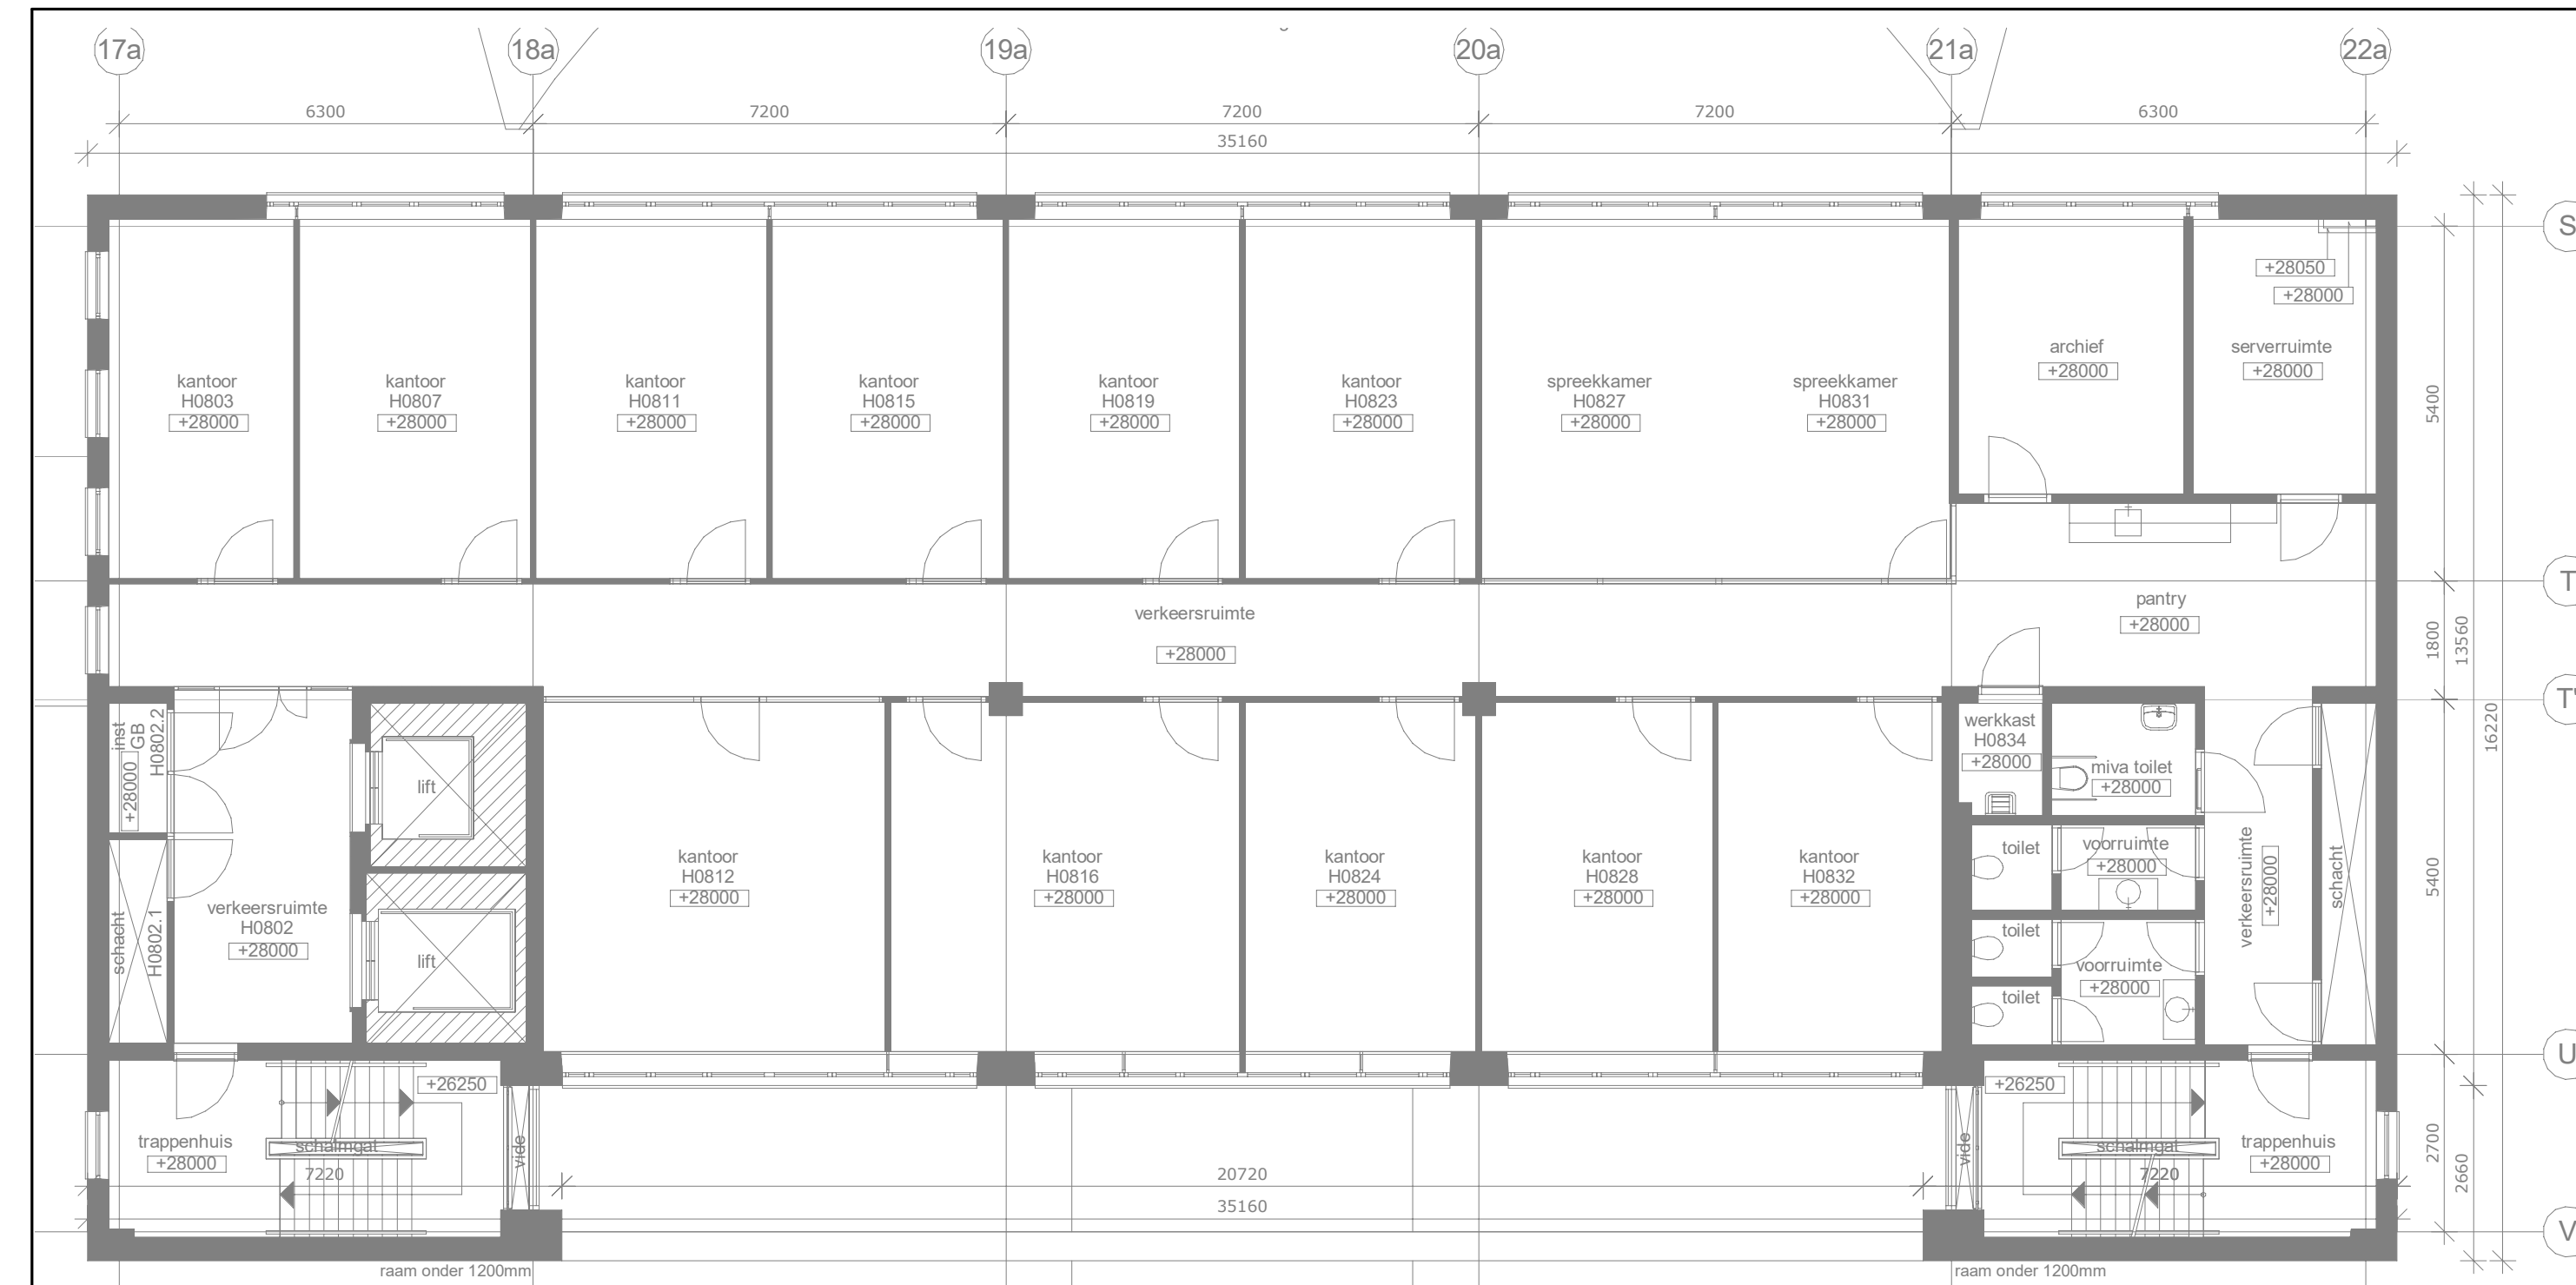 17a
18a
19a
20a
21a
22a
6300
7200
7200
7200
6300
35160
S
+28050
+28000
archief
+28000
serverruimte
+28000
kantoor
H0803
+28000
kantoor
H0807
+28000
kantoor
H0811
+28000
kantoor
H0815
+28000
kantoor
H0819
+28000
kantoor
H0823
+28000
spreekkamer
H0827
+28000
spreekkamer
H0831
+28000
5400
T
verkeersruimte
+28000
pantry
+28000
1800
13560
16220
inst
GB
H0802.2
+28000
lift
werkkast
H0834
+28000
miva toilet
+28000
schacht
H0802.1
verkeersruimte
H0802
+28000
lift
kantoor
H0812
+28000
kantoor
H0816
+28000
kantoor
H0824
+28000
kantoor
H0828
+28000
kantoor
H0832
+28000
toilet
voorruimte
+28000
toilet
voorruimte
+28000
toilet
verkeersruimte
+28000
schacht
5400
U
+26250
trappenhuis
+28000
schalmgat
7220
vide
20720
35160
vide
+26250
schalmgat
7220
trappenhuis
+28000
2700
2660
V
raam onder 1200mm
raam onder 1200mm